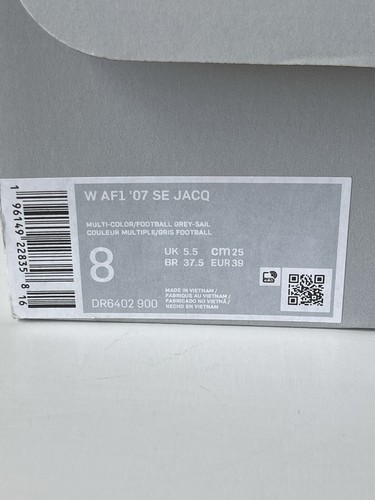 W AF1 '07 SE JACQ
MULTI-COLOR/FOOTBALL GREY-SAIL
COULEUR MULTIPLE/GRIS FOOTBALL
8
UK 5.5 cm 25
BR 37.5 EUR 39
DR6402 900
MADE IN VIETNAM /
FABRIQUÉ AU VIETNAM /
FABRICADO NO VIETNÃ /
HECHO EN VIETNAM
1 96149 22835 8 16